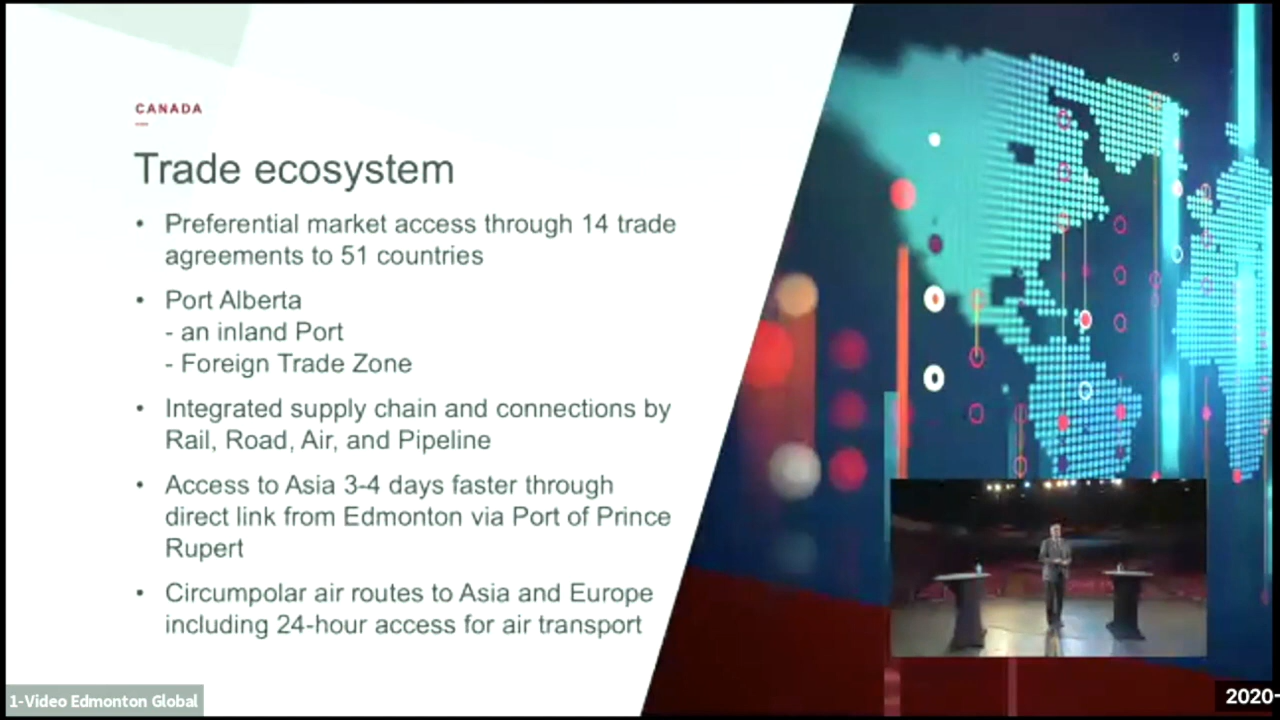 CANADA
Trade ecosystem
• Preferential market access through 14 trade
agreements to 51 countries
• Port Alberta
- an inland Port
- Foreign Trade Zone
• Integrated supply chain and connections by
Rail, Road, Air, and Pipeline
• Access to Asia 3-4 days faster through
direct link from Edmonton via Port of Prince
Rupert
• Circumpolar air routes to Asia and Europe
including 24-hour access for air transport
1-Video Edmonton Global
2020-